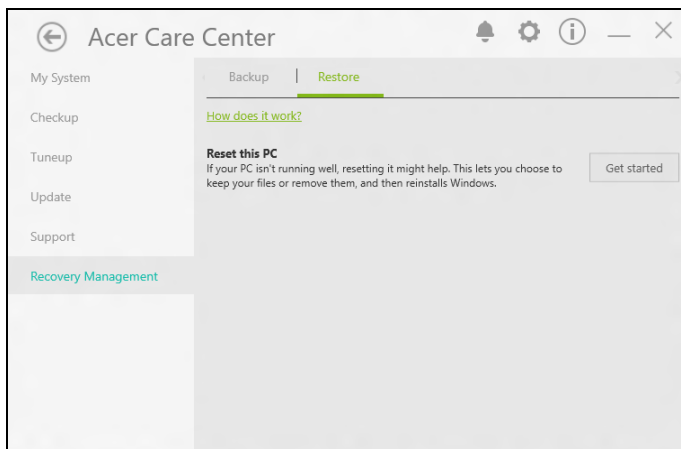 Acer Care Center
My System
Backup
Restore
Checkup
How does it work?
Tuneup
Reset this PC
If your PC isn't running well, resetting it might help. This lets you choose to
keep your files or remove them, and then reinstalls Windows.
Get started
Update
Support
Recovery Management